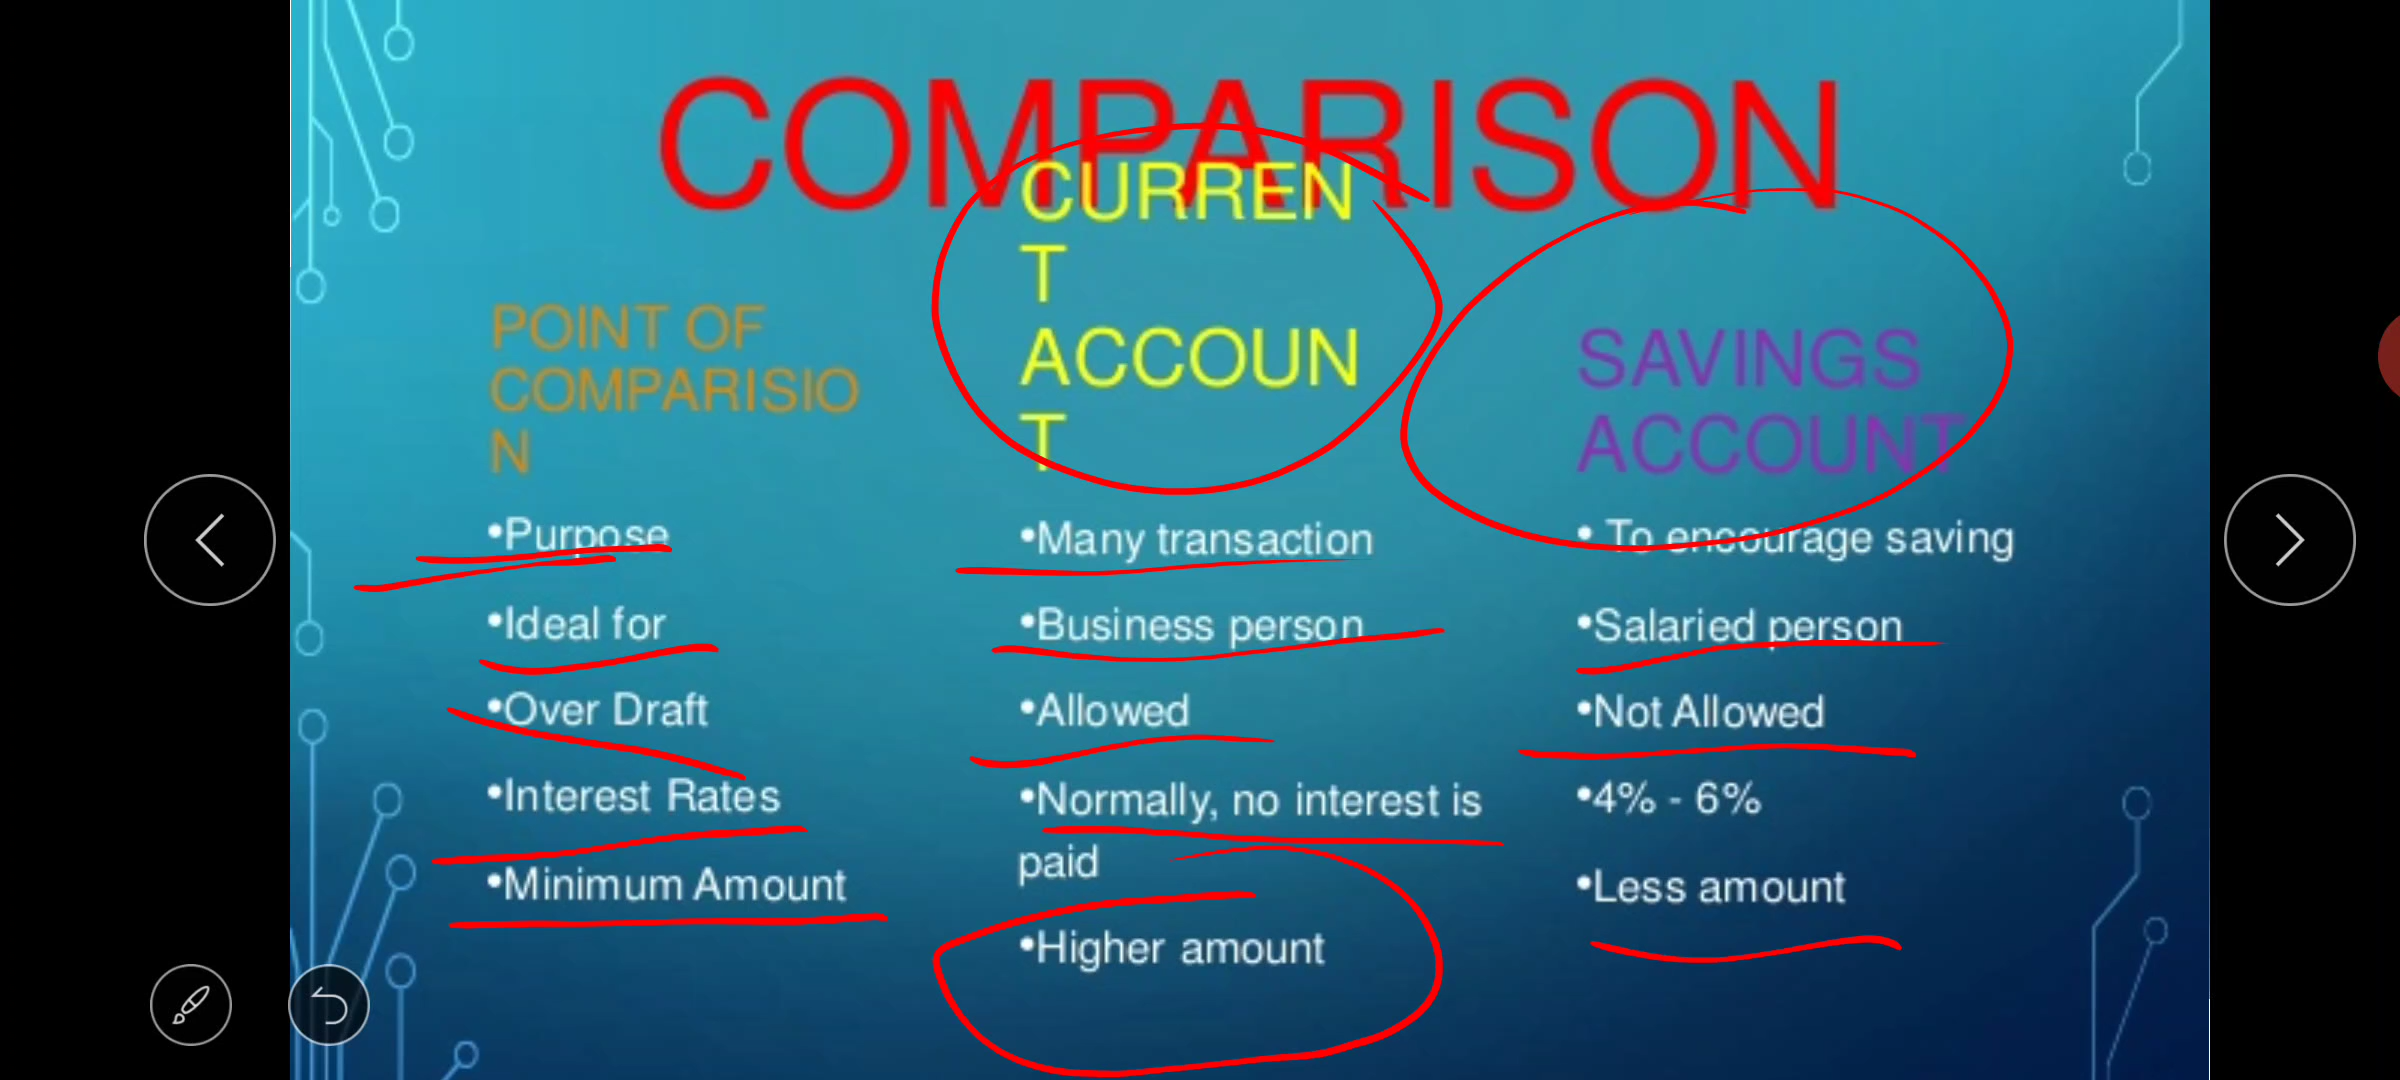 COMPARISON
POINT OF
COMPARISIO
N
•Purpose
•Ideal for
•Over Draft
•Interest Rates
•Minimum Amount
CURREN
T
ACCOUN
T
•Many transaction
•Business person
•Allowed
•Normally, no interest is
paid
•Higher amount
SAVINGS
ACCOUNT
• To encourage saving
•Salaried person
•Not Allowed
•4% - 6%
•Less amount